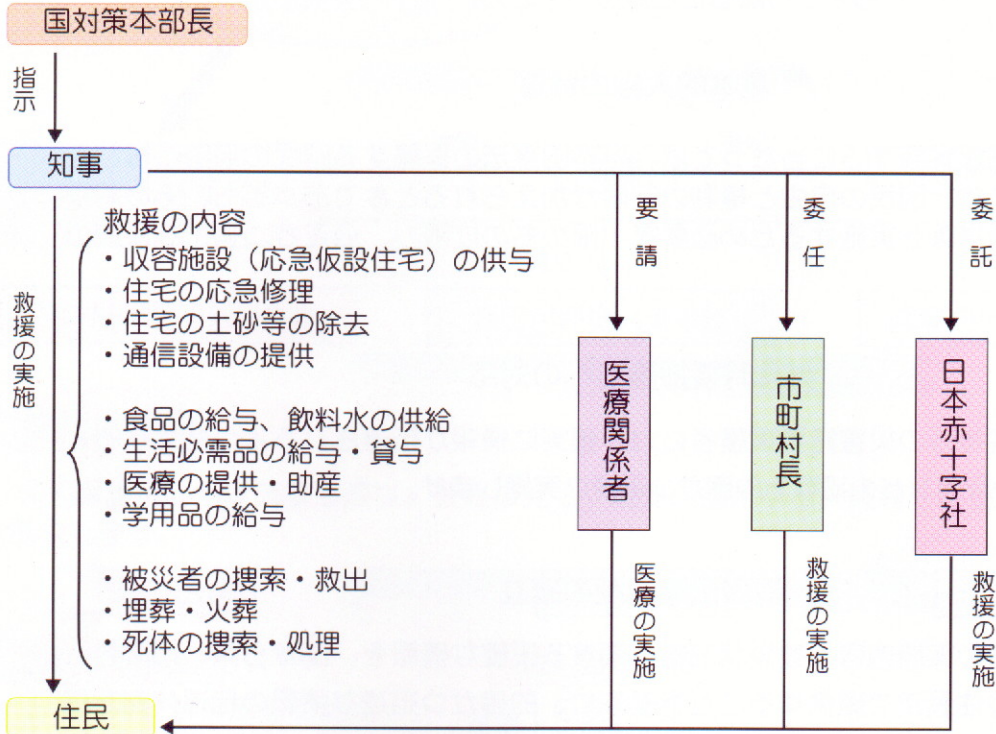 国対策本部長
指示
知事
救援の実施
救援の内容
・収容施設(応急仮設住宅)の供与
・住宅の応急修理
・住宅の土砂等の除去
・通信設備の提供
・食品の給与、飲料水の供給
・生活必需品の給与・貸与
・医療の提供・助産
・学用品の給与
・被災者の捜索・救出
・埋葬・火葬
・死体の捜索・処理
要請
医療関係者
医療の実施
委任
市町村長
救援の実施
委託
日本赤十字社
救援の実施
住民